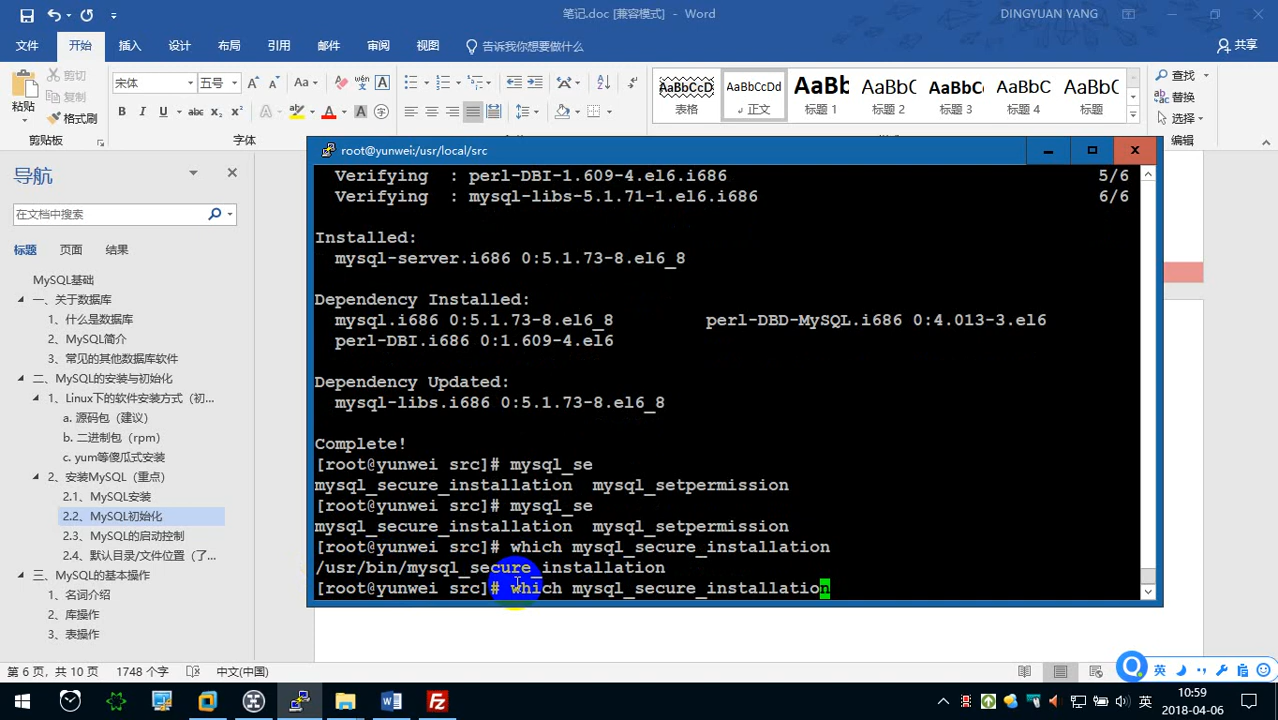 笔记.doc [兼容模式] - Word
DINGYUAN YANG
文件 开始 插入 设计 布局 引用 邮件 审阅 视图 告诉我你想要做什么 共享
粘贴
剪切
复制
格式刷
剪贴板
宋体 五号
字体
AaBbCcD 表格
AaBbCcDd 正文
AaBb 标题 1
AaBbC 标题 2
AaBbCc 标题 3
AaBbCc 标题 4
AaBbC 标题
查找
替换
选择
编辑
导航
在文档中搜索
标题 页面 结果
MySQL基础
一、关于数据库
1、什么是数据库
2、MySQL简介
3、常见的其他数据库软件
二、MySQL的安装与初始化
1、Linux下的软件安装方式（初...
a. 源码包（建议）
b. 二进制包（rpm）
c. yum等傻瓜式安装
2、安装MySQL（重点）
2.1、MySQL安装
2.2、MySQL初始化
2.3、MySQL的启动控制
2.4、默认目录/文件位置（了...
三、MySQL的基本操作
1、名词介绍
2、库操作
3、表操作
root@yunwei:/usr/local/src
Verifying : perl-DBI-1.609-4.el6.i686 5/6
Verifying : mysql-libs-5.1.71-1.el6.i686 6/6
Installed:
mysql-server.i686 0:5.1.73-8.el6_8
Dependency Installed:
mysql.i686 0:5.1.73-8.el6_8 perl-DBD-MySQL.i686 0:4.013-3.el6
perl-DBI.i686 0:1.609-4.el6
Dependency Updated:
mysql-libs.i686 0:5.1.73-8.el6_8
Complete!
[root@yunwei src]# mysql_se
mysql_secure_installation mysql_setpermission
[root@yunwei src]# mysql_se
mysql_secure_installation mysql_setpermission
[root@yunwei src]# which mysql_secure_installation
/usr/bin/mysql_secure_installation
[root@yunwei src]# which mysql_secure_installation
第 6 页，共 10 页 1748 个字 中文(中国)
英
英
10:59
2018-04-06